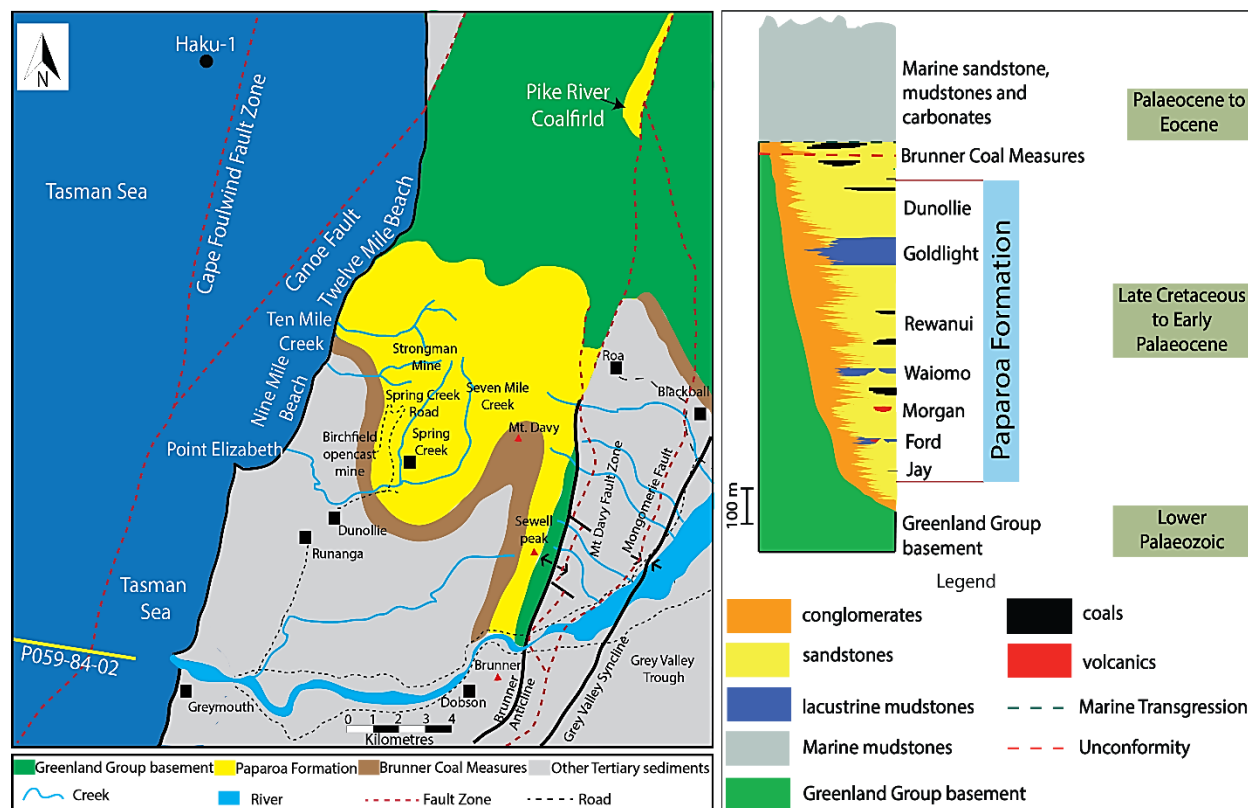 N
Haku-1
Pike River
Coalfirld
Tasman Sea
Cape Foulwind Fault Zone
Canoe Fault
Twelve Mile Beach
Ten Mile
Creek
Nine Mile
Beach
Strongman
Mine
Spring Creek
Road
Seven Mile
Creek
Mt. Davy
Roa
Blackball
Point Elizabeth
Birchfield
opencast
mine
Spring
Creek
Dunollie
Runanga
Sewell
peak
Mt Davy Fault Zone
Mongomerie Fault
Tasman
Sea
P059-84-02
Greymouth
Brunner
Dobson
Brunner
Anticline
Grey Valley Syncline
Grey Valley
Trough
0 1 2 3 4
Kilometres
Greenland Group basement
Paparoa Formation
Brunner Coal Measures
Other Tertiary sediments
Creek
River
Fault Zone
Road
Marine sandstone,
mudstones and
carbonates
Palaeocene to
Eocene
Brunner Coal Measures
Dunollie
Goldlight
Rewanui
Waiomo
Morgan
Ford
Jay
Paparoa Formation
Late Cretaceous
to Early
Palaeocene
100 m
Greenland Group
basement
Lower
Palaeozoic
Legend
conglomerates
coals
sandstones
volcanics
lacustrine mudstones
Marine Transgression
Marine mudstones
Unconformity
Greenland Group basement